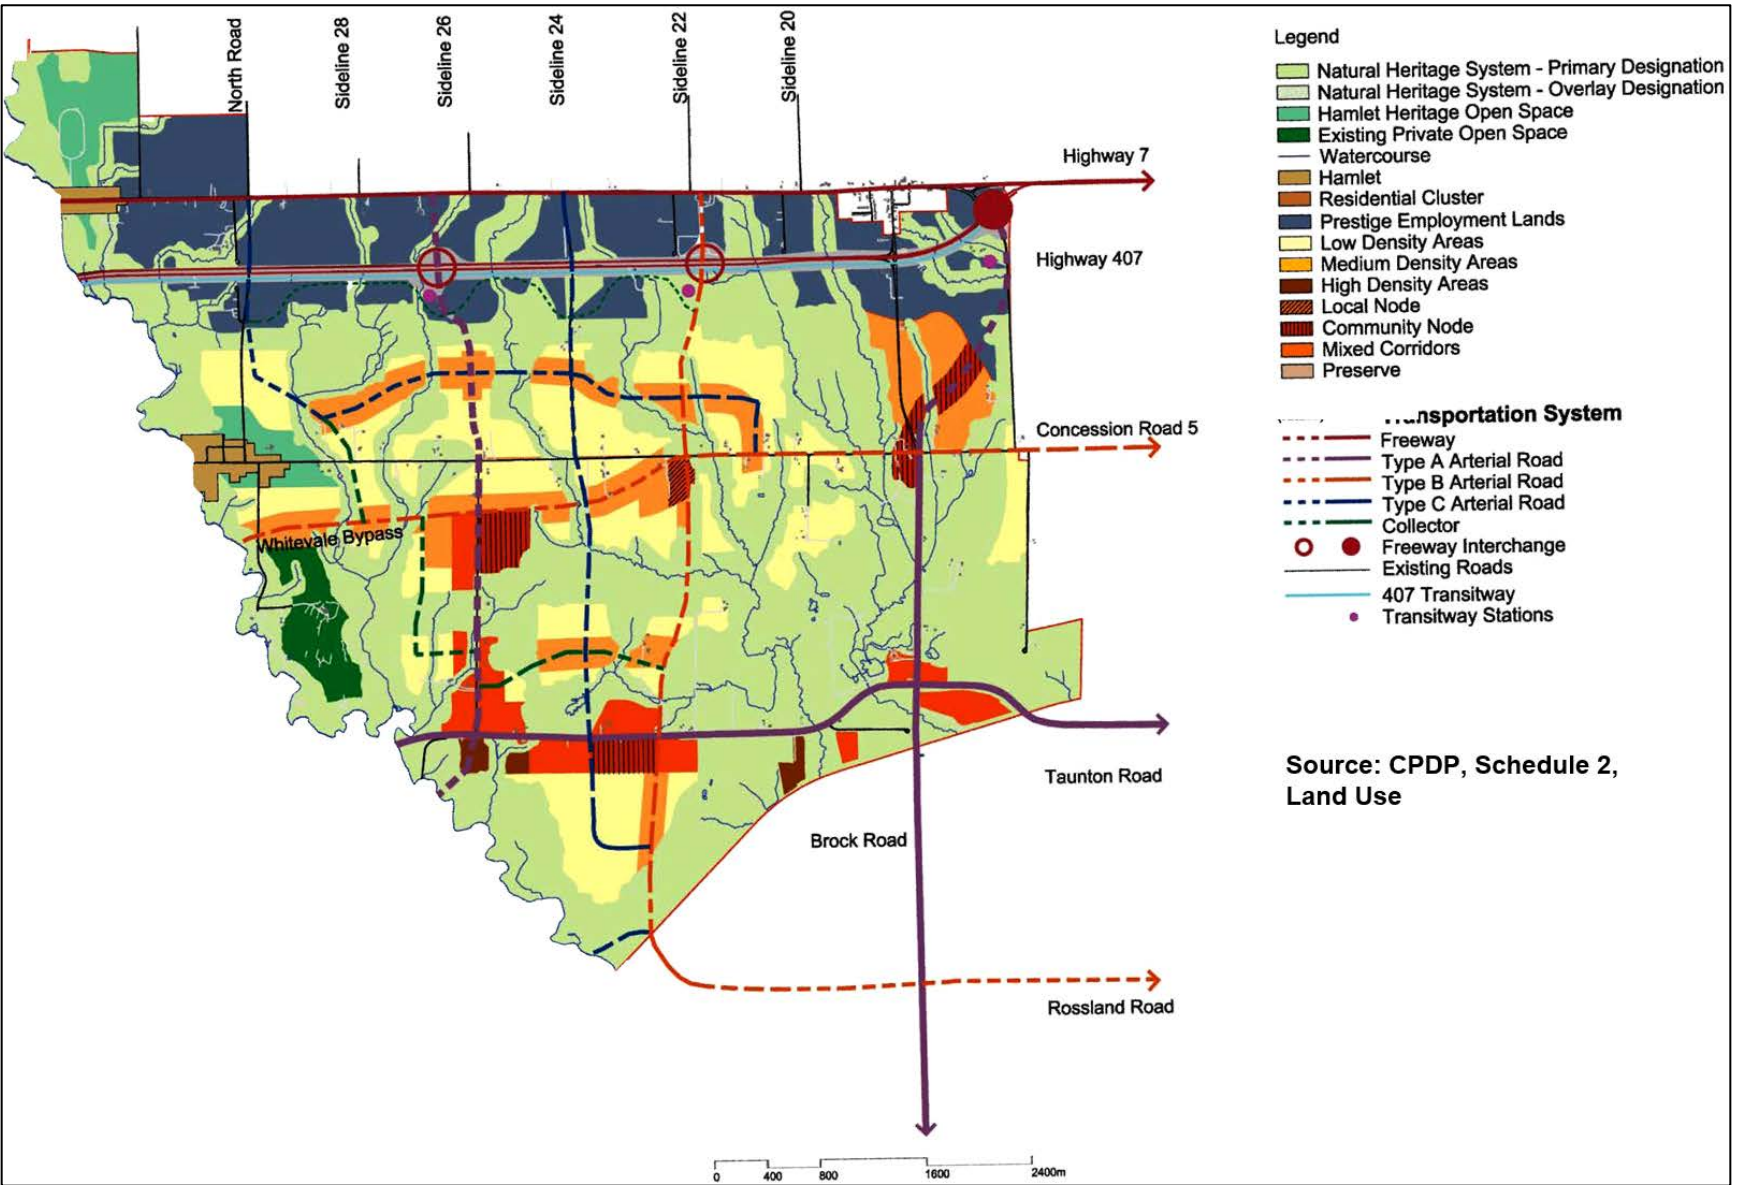 North Road
Sideline 28
Sideline 26
Sideline 24
Sideline 22
Sideline 20
Highway 7
Highway 407
Concession Road 5
Whitevale Bypass
Taunton Road
Brock Road
Rossland Road
0 400 800 1600 2400m
Legend
Natural Heritage System - Primary Designation
Natural Heritage System - Overlay Designation
Hamlet Heritage Open Space
Existing Private Open Space
Watercourse
Hamlet
Residential Cluster
Prestige Employment Lands
Low Density Areas
Medium Density Areas
High Density Areas
Local Node
Community Node
Mixed Corridors
Preserve
System
Freeway
Type A Arterial Road
Type B Arterial Road
Type C Arterial Road
Collector
Freeway Interchange
Existing Roads
407 Transitway
Transitway Stations
Source: CPDP, Schedule 2,
Land Use